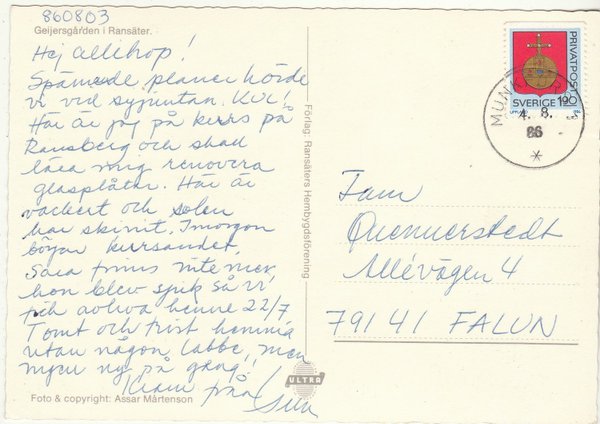 860803
Geijersgården i Ransäter.
Hej allihop!
Spännande planer hörde
vi vid symutan. KUL!
Här är jag på kurs på
Ransberg och skall
lära mig renovera
glasplåtar. Här är
vackert och solen
har skinit. Imorgon
börjar kursandet.
Sara finns inte mer,
hon blev sjuk så vi
fick avliva henne 22/7.
Tomt och trist hemma
utan någon labbe, men
mycu ny på gång!
Kram från
Foto & copyright: Assar Mårtenson
Förlag: Ransäters Hembygdsförening
ULTRA
PRIVATPOST
SVERIGE 1.90
UPPLAND
MUNK
4. 8.
86
Fam
Quennerstedt
Allévägen 4
791 41 FALUN